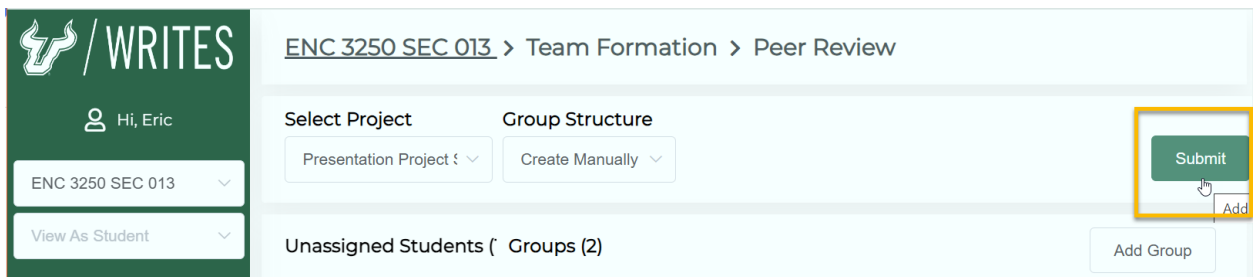 / WRITES
Hi, Eric
ENC 3250 SEC 013
View As Student
ENC 3250 SEC 013 > Team Formation > Peer Review
Select Project Group Structure
Presentation Project Create Manually
Submit
Add
Unassigned Students ( Groups (2)
Add Group